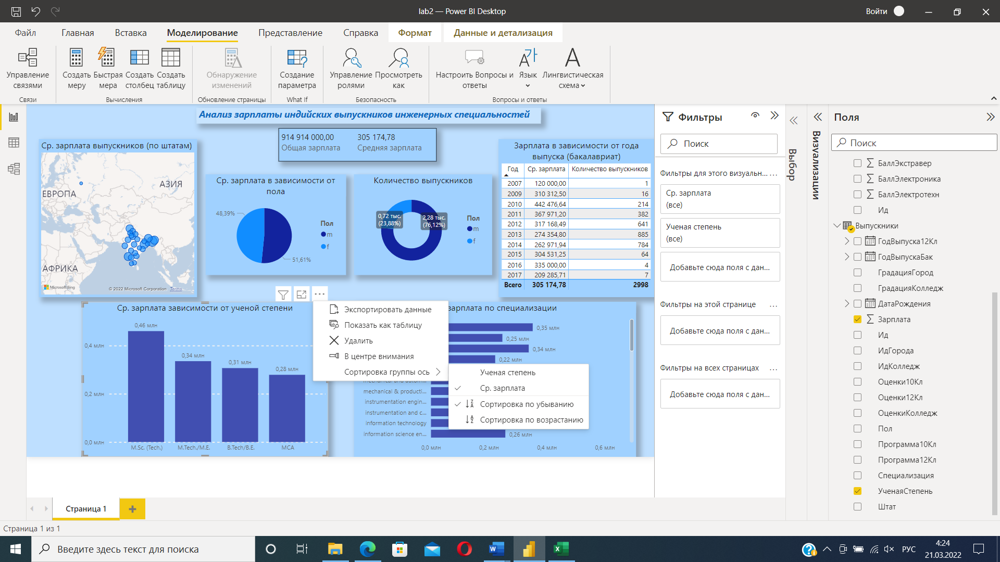 lab2 — Power BI Desktop
Войти
Файл
Главная
Вставка
Моделирование
Представление
Справка
Формат
Данные и детализация
Управление связями
Создать меру
Быстрая мера
Создать столбец
Создать таблицу
Обнаружение изменений
Создание параметра
Управление ролями
Просмотреть как
Настроить Вопросы и ответы
Язык
Лингвистическая схема
Связи
Вычисления
Обновление страницы
What If
Безопасность
Вопросы и ответы
Анализ зарплаты индийских выпускников инженерных специальностей
914 914 000,00
Общая зарплата
305 174,78
Средняя зарплата
Ср. зарплата выпускников (по штатам)
ЕВРОПА
АЗИЯ
АФРИКА
Microsoft Bing
© 2022 Microsoft Corporation Terms
Ср. зарплата в зависимости от пола
48,39%
51,61%
Пол
m
f
Количество выпускников
0,72 тыс.
(23,88%)
2,28 тыс.
(76,12%)
Пол
m
f
Зарплата в зависимости от года выпуска (бакалавриат)
Год Ср. зарплата Количество выпускников
2007 120 000,00 1
2009 310 312,50 16
2010 442 476,64 214
2011 367 971,20 382
2012 317 168,49 641
2013 274 354,80 885
2014 262 971,94 784
2015 304 531,25 64
2016 335 000,00 4
2017 209 285,71 7
Всего 305 174,78 2998
Ср. зарплата зависимости от ученой степени
0,46 млн
0,34 млн
0,31 млн
0,28 млн
0,4 млн
0,2 млн
0,0 млн
M.Sc. (Tech.)
M.Tech./M.E.
B.Tech/B.E.
MCA
Экспортировать данные
Показать как таблицу
Удалить
В центре внимания
Сортировка группы ось
Ученая степень
Ср. зарплата
Сортировка по убыванию
Сортировка по возрастанию
зарплата по специализации
0,35 млн
0,25 млн
0,34 млн
0,22 млн
mechanical and autom...
mechanical & producti...
instrumentation engin...
instrumentation and c...
information technology
information science en...
0,26 млн
0,0 млн
0,2 млн
0,4 млн
0,6 млн
Фильтры
Поиск
Фильтры для этого визуальн... ...
Ср. зарплата
(все)
Ученая степень
(все)
Добавьте сюда поля с дан...
Фильтры на этой странице ...
Добавьте сюда поля с дан...
Фильтры на всех страницах ...
Добавьте сюда поля с дан...
Выбор
Визуализации
Поля
Поиск
БаллЭкстравер
БаллЭлектроника
БаллЭлектротехн
Ид
Выпускники
ГодВыпуска12Кл
ГодВыпускаБак
ГрадацияГород
ГрадацияКолледж
ДатаРождения
Зарплата
Ид
ИдГорода
ИдКолледж
Оценки10Кл
Оценки12Кл
ОценкиКолледж
Пол
Программа10Кл
Программа12Кл
Специализация
УченаяСтепень
Штат
Страница 1
Страница 1 из 1
Введите здесь текст для поиска
РУС
4:24
21.03.2022